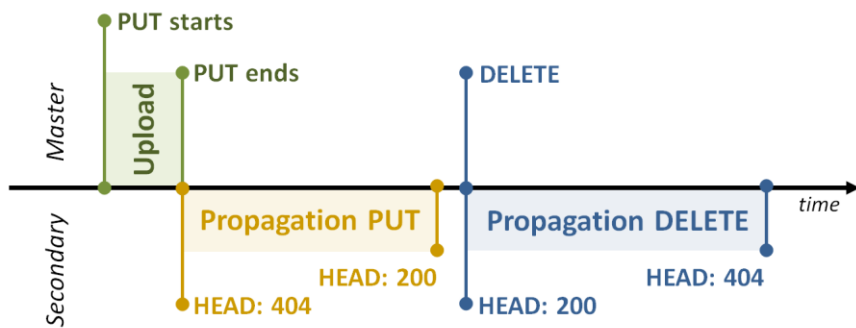 PUT starts
PUT ends
DELETE
Master
Upload
time
Secondary
Propagation PUT
Propagation DELETE
HEAD: 200
HEAD: 404
HEAD: 404
HEAD: 200